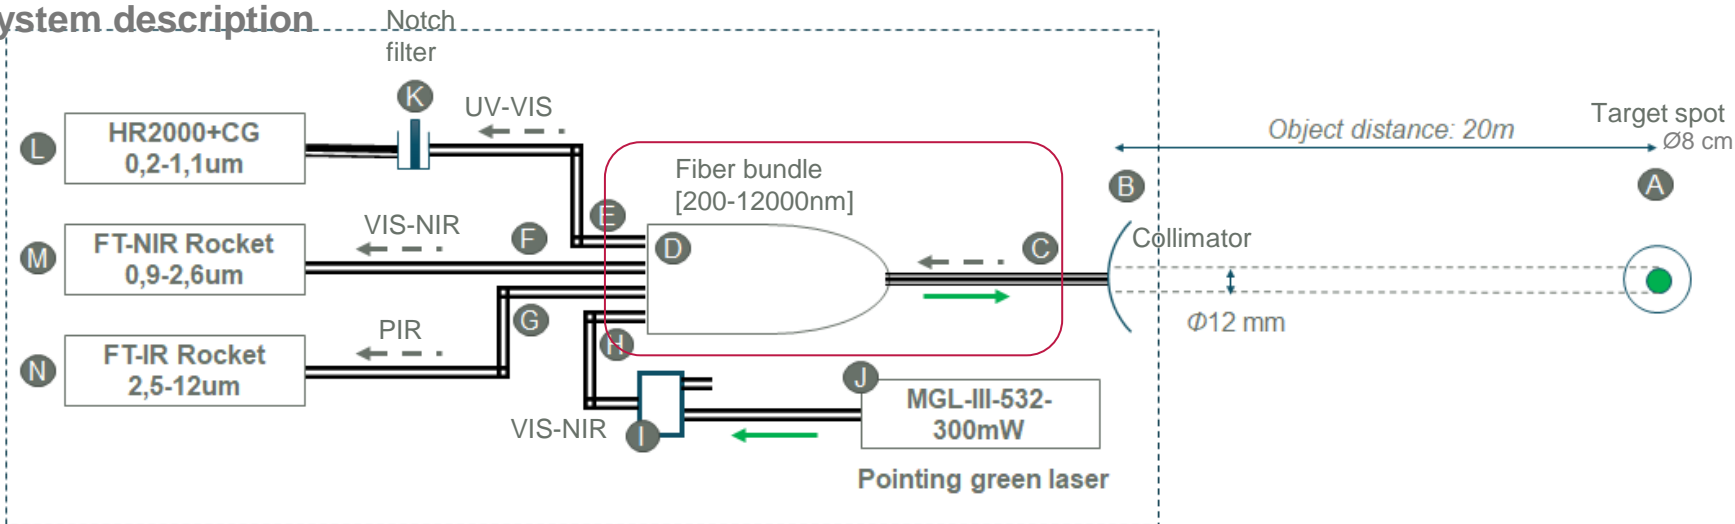 ystem description
Notch
filter
K
UV-VIS
L
HR2000+CG
0,2-1,1um
Fiber bundle
[200-12000nm]
Object distance: 20m
Target spot
Ø8 cm
B
A
E
VIS-NIR
F
M
FT-NIR Rocket
0,9-2,6um
D
C
Collimator
G
Φ12 mm
PIR
H
N
FT-IR Rocket
2,5-12um
J
MGL-III-532-
300mW
VIS-NIR
I
Pointing green laser